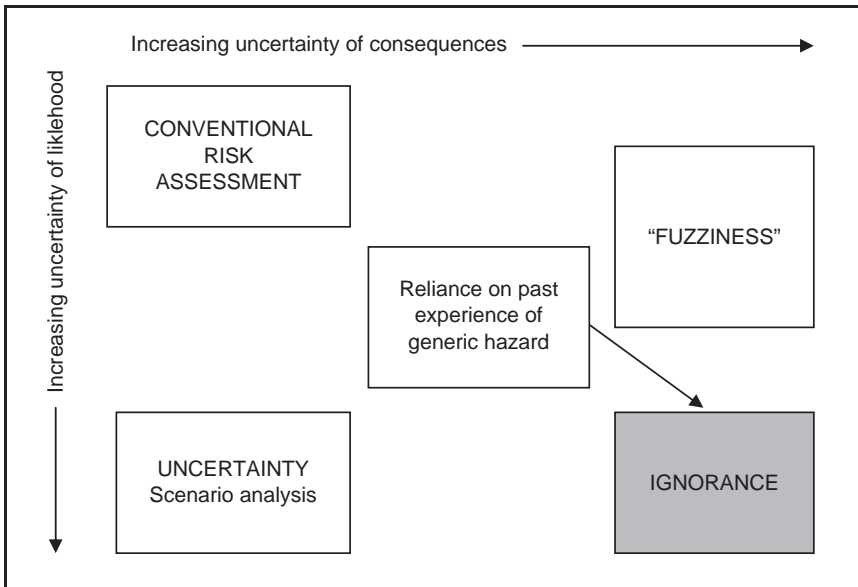 Increasing uncertainty of consequences
Increasing uncertainty of liklehood
CONVENTIONAL
RISK
ASSESSMENT
“FUZZINESS”
Reliance on past
experience of
generic hazard
UNCERTAINTY
Scenario analysis
IGNORANCE